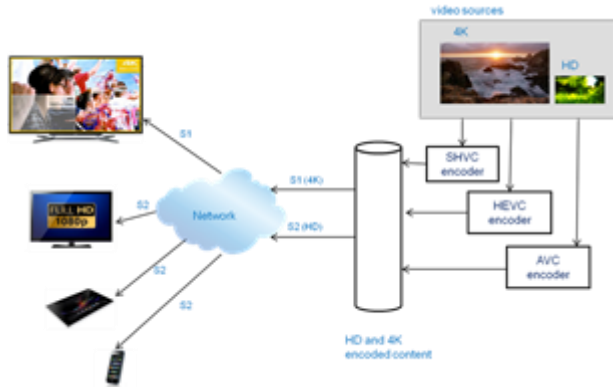 video sources
4K
HD
SHVC
encoder
HEVC
encoder
AVC
encoder
HD and 4K
encoded content
S1 (4K)
S2 (HD)
Network
S1
S2
S2
S2
FULL HD
1080p